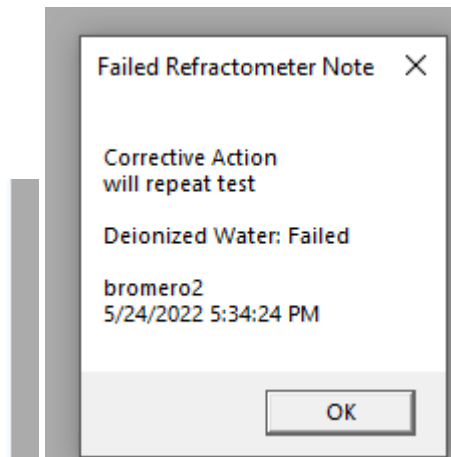 Failed Refractometer Note
Corrective Action
will repeat test
Deionized Water: Failed
bromero2
5/24/2022 5:34:24 PM
OK